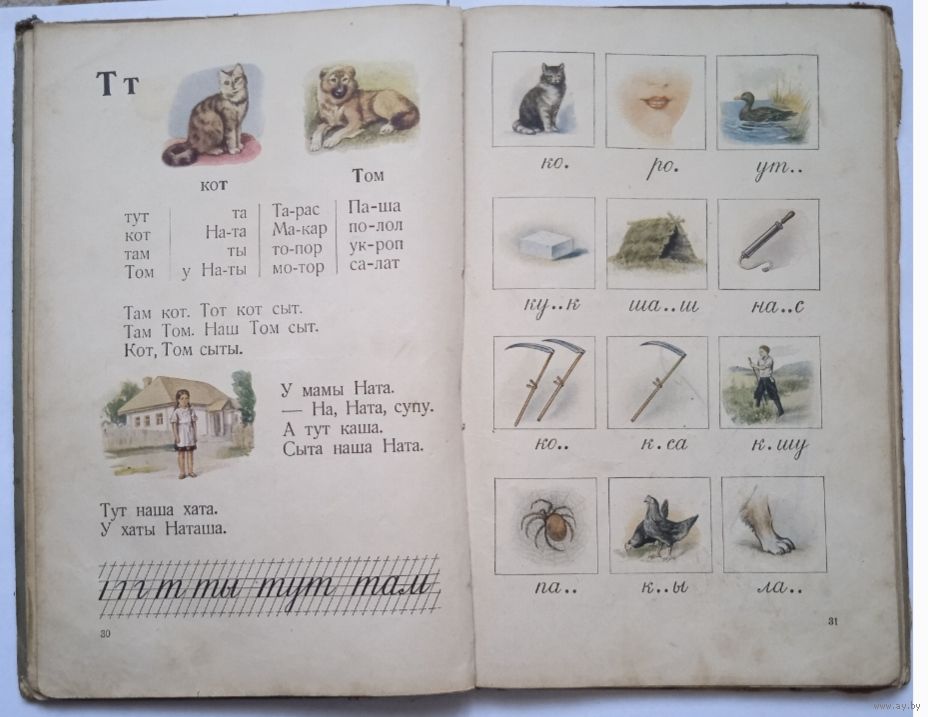 Т т
кот
Том
тут та Та-рас Па-ша
кот На-та Ма-кар по-лол
там ты то-пор ук-роп
Том у На-ты мо-тор са-лат
Там кот. Тот кот сыт.
Там Том. Наш Том сыт.
Кот, Том сыты.
У мамы Ната.
— На, Ната, супу.
А тут каша.
Сыта наша Ната.
Тут наша хата.
У хаты Наташа.
т ты тут там
30
ко. ро. ут..
ку..к ша..ш на..с
ко.. к.са к.шу
па.. к..ы ла..
31
www.ay.by